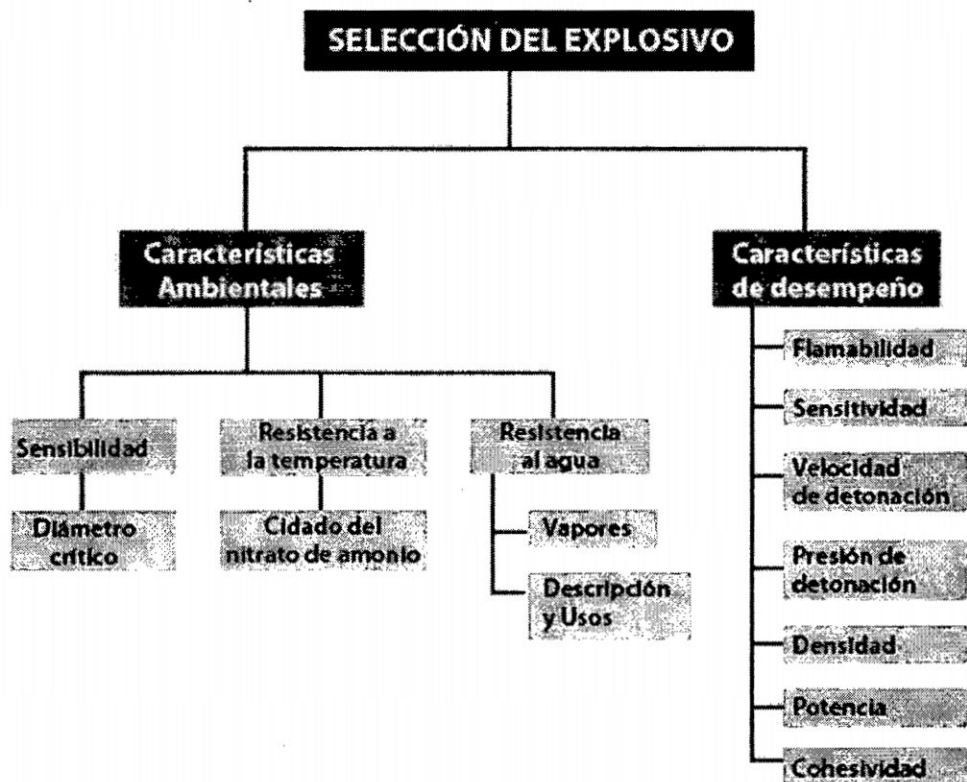 SELECCIÓN DEL EXPLOSIVO
Características
Ambientales
Características
de desempeño
Sensibilidad
Diámetro
crítico
Resistencia a
la temperatura
Cidado del
nitrato de amonio
Resistencia
al agua
Vapores
Descripción
y Usos
Flamabilidad
Sensitividad
Velocidad
de detonación
Presión de
detonación
Densidad
Potencia
Cohesividad